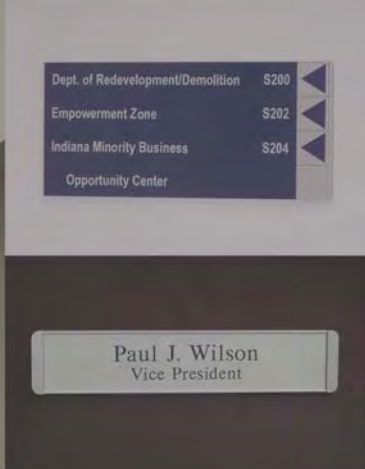 Dept. of Redevelopment/Demolition S200
Empowerment Zone S202
Indiana Minority Business S204
Opportunity Center
Paul J. Wilson
Vice President